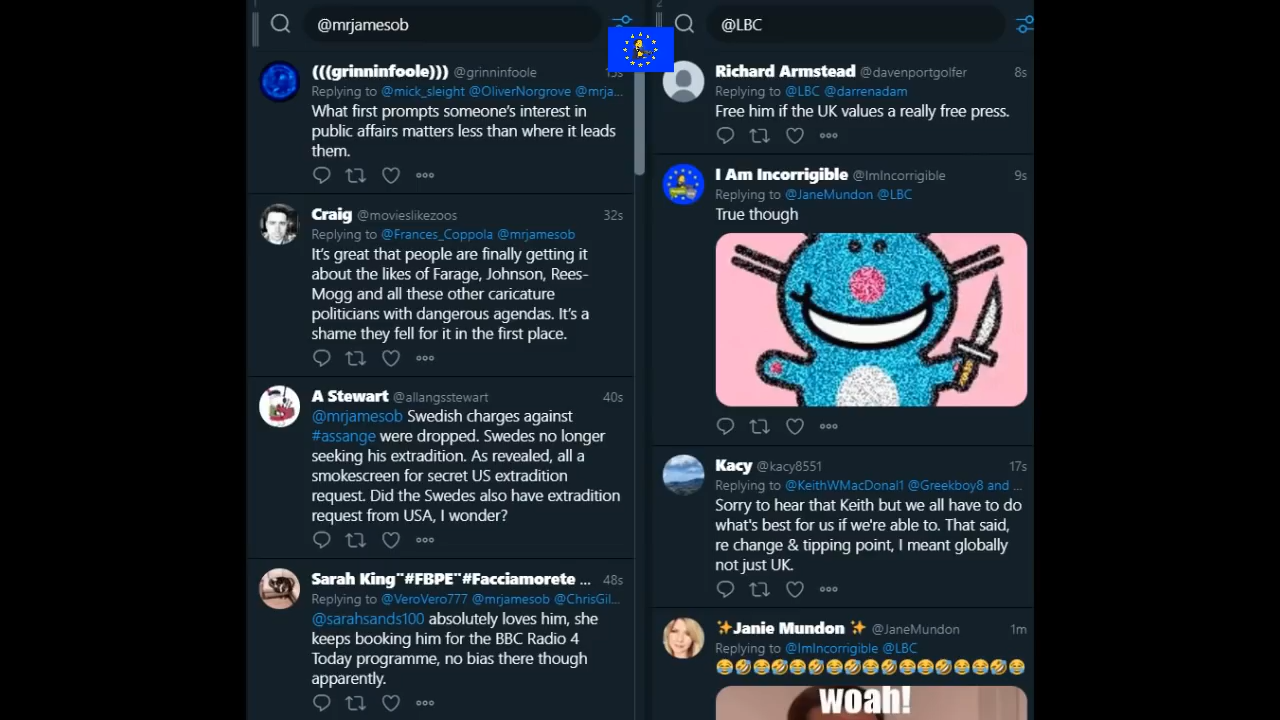 @mrjamesob
(((grinninfoole))) @grinninfoole
Replying to @mick_sleight @OliverNorgrove @mrja...
What first prompts someone's interest in
public affairs matters less than where it leads
them.
Craig @movieslikezoos 32s
Replying to @Frances_Coppola @mrjamesob
It's great that people are finally getting it
about the likes of Farage, Johnson, Rees-
Mogg and all these other caricature
politicians with dangerous agendas. It's a
shame they fell for it in the first place.
A Stewart @allangsstewart 40s
@mrjamesob Swedish charges against
#assange were dropped. Swedes no longer
seeking his extradition. As revealed, all a
smokescreen for secret US extradition
request. Did the Swedes also have extradition
request from USA, I wonder?
Sarah King¨#FBPE¨#Facciamorete ... 48s
Replying to @VeroVero777 @mrjamesob @ChrisGil...
@sarahsands100 absolutely loves him, she
keeps booking him for the BBC Radio 4
Today programme, no bias there though
apparently.
2
@LBC
Richard Armstead @davenportgolfer 8s
Replying to @LBC @darrenadam
Free him if the UK values a really free press.
I Am Incorrigible @ImIncorrigible 9s
Replying to @JaneMundon @LBC
True though
Kacy @kacy8551 17s
Replying to @KeithWMacDonal1 @Greekboy8 and ...
Sorry to hear that Keith but we all have to do
what's best for us if we're able to. That said,
re change & tipping point, I meant globally
not just UK.
✨Janie Mundon ✨ @JaneMundon 1m
Replying to @ImIncorrigible @LBC
😂🤣😂🤣😂🤣😂🤣😂🤣😂🤣😂😂🤣🤣😂
woah!